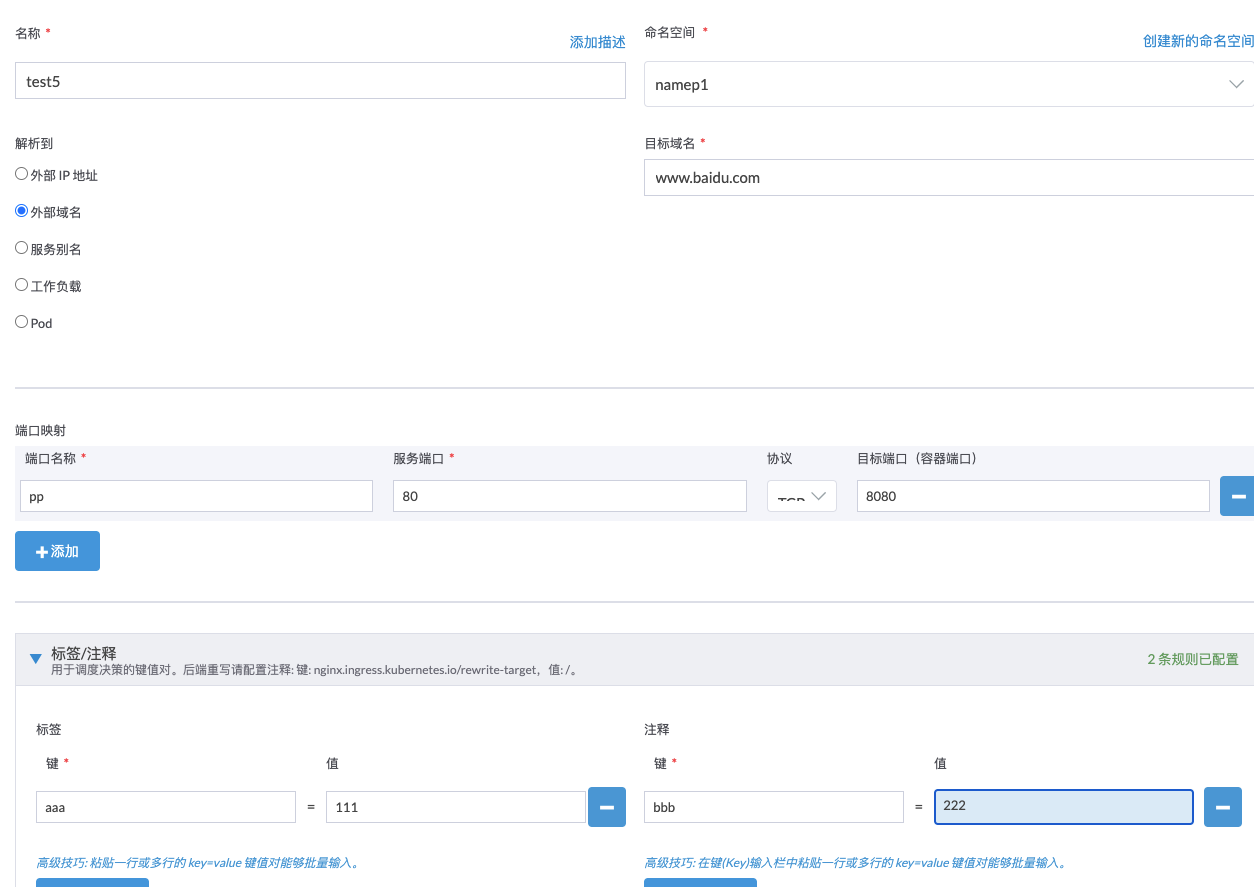 名称 *
添加描述
命名空间 *
创建新的命名空间
test5
namep1
解析到
目标域名 *
外部 IP 地址
www.baidu.com
外部域名
服务别名
工作负载
Pod
端口映射
端口名称 *
服务端口 *
协议
目标端口（容器端口）
pp
80
TCP
8080
添加
标签/注释
用于调度决策的键值对。后端重写请配置注释: 键: nginx.ingress.kubernetes.io/rewrite-target，值: /。
2 条规则已配置
标签
注释
键 *
值
键 *
值
aaa
=
111
bbb
=
222
高级技巧: 粘贴一行或多行的 key=value 键值对能够批量输入。
高级技巧: 在键(Key)输入栏中粘贴一行或多行的 key=value 键值对能够批量输入。